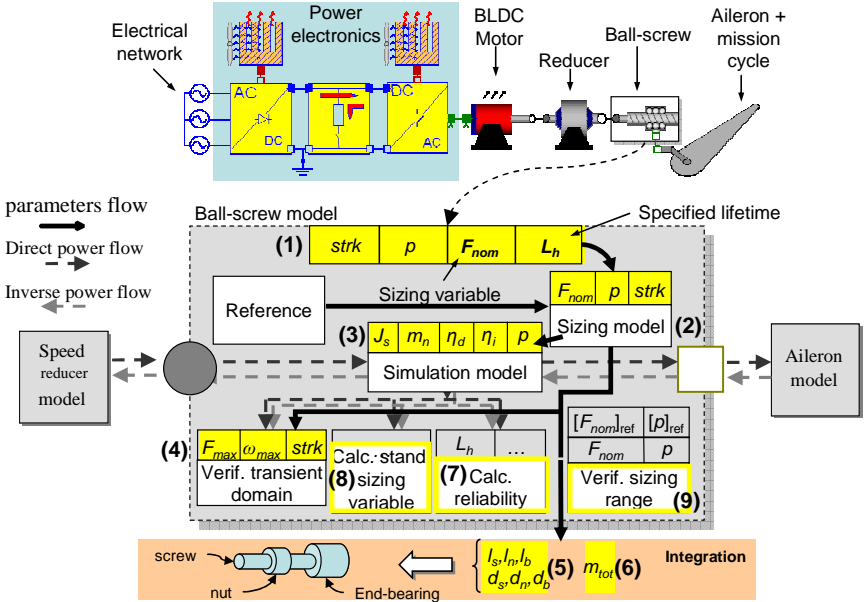 Electrical
network
Power
electronics
BLDC
Motor
Reducer
Ball-screw
Aileron +
mission
cycle
AC
DC
DC
AC
parameters flow
Direct power flow
Inverse power flow
Ball-screw model
Specified lifetime
(1)
strk p F_nom L_h
Sizing variable
Reference
F_nom p strk
Sizing model
(2)
(3)
J_s m_n η_d η_i p
Simulation model
Speed
reducer
model
Aileron
model
(4)
F_max ω_max strk
Verif. transient
domain
Calc. stand
(8) sizing
variable
L_h ...
(7) Calc.
reliability
[F_nom]_ref [p]_ref
F_nom p
Verif. sizing
range
(9)
screw
nut
End-bearing
l_s,l_n,l_b
d_s,d_n,d_b
(5)
m_tot (6)
Integration